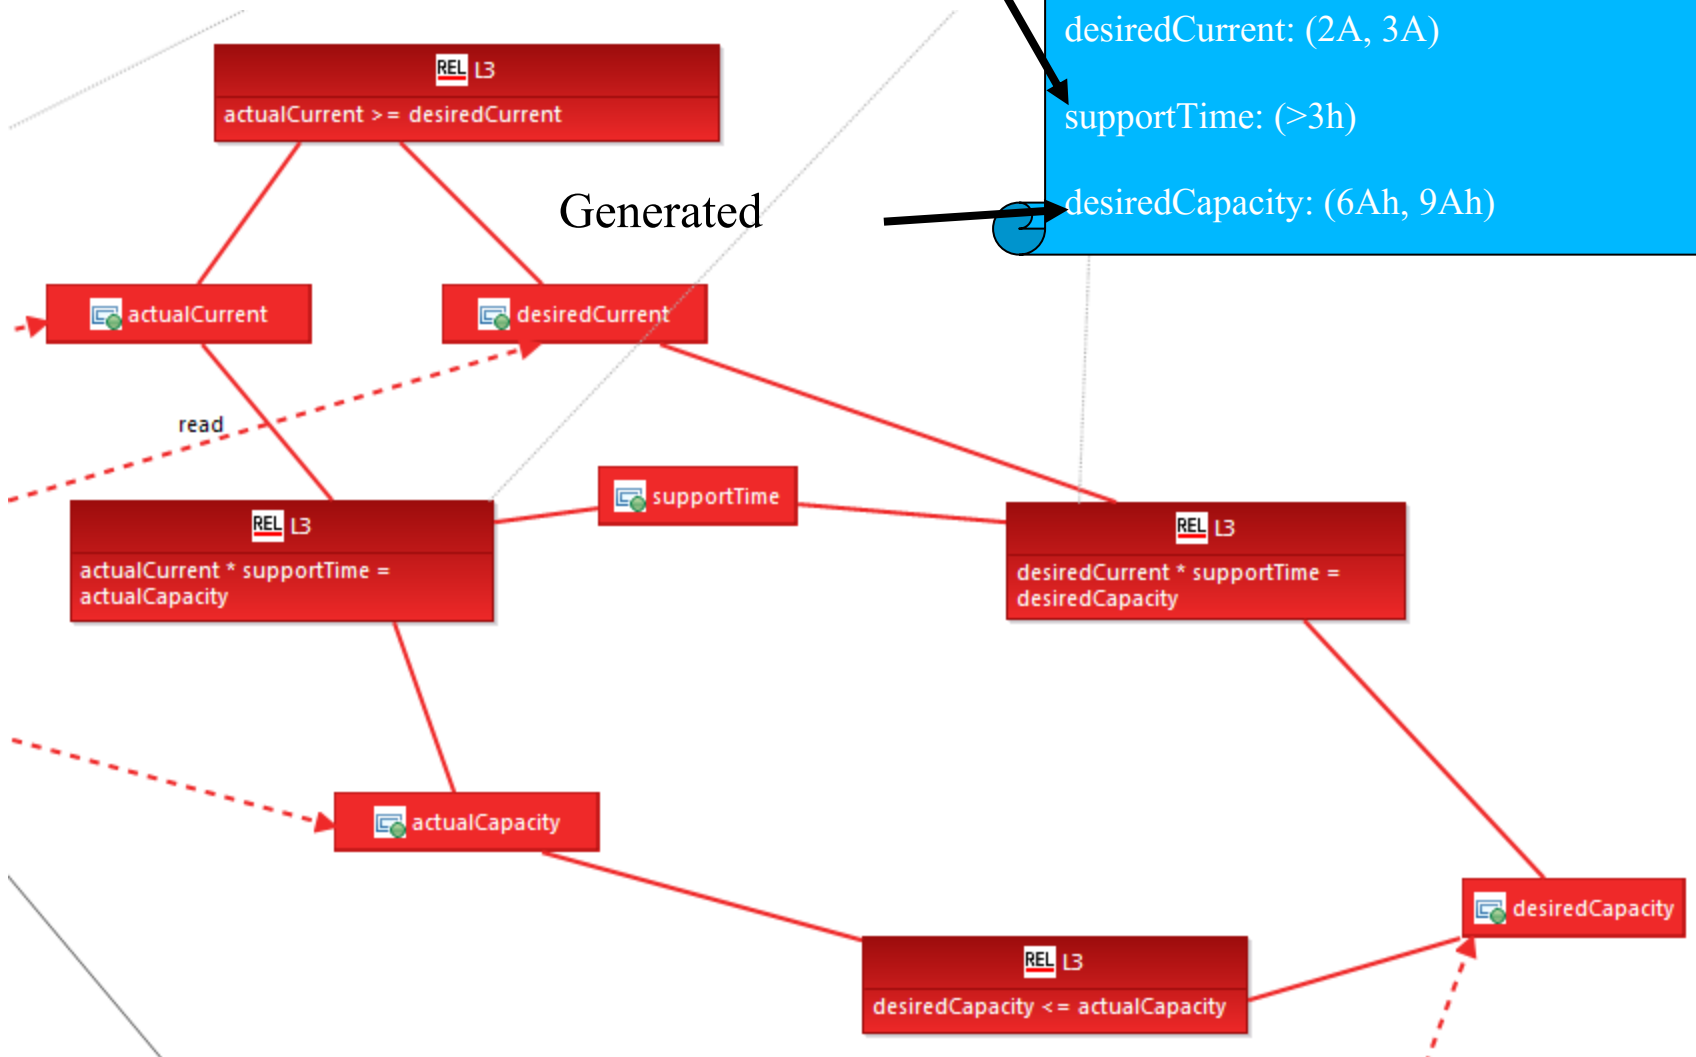 desiredCurrent: (2A, 3A)
REL L3
actualCurrent >= desiredCurrent
supportTime: (>3h)
Generated
desiredCapacity: (6Ah, 9Ah)
actualCurrent
desiredCurrent
read
supportTime
REL L3
actualCurrent * supportTime =
actualCapacity
REL L3
desiredCurrent * supportTime =
desiredCapacity
actualCapacity
desiredCapacity
REL L3
desiredCapacity <= actualCapacity